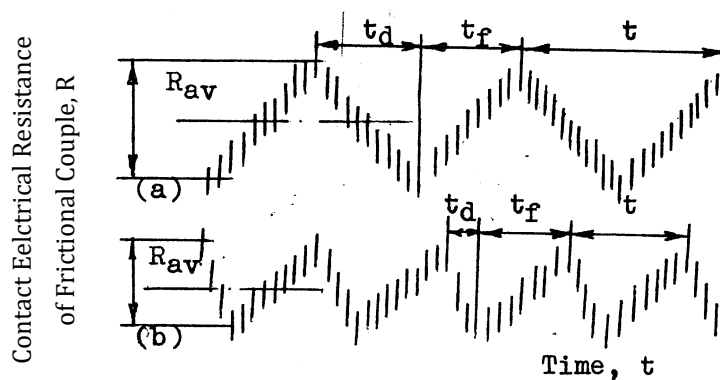 Contact Eelctrical Resistance
of Frictional Couple, R
t_d t_f t
R_av
(a)
t_d t_f t
R_av
(b)
Time, t